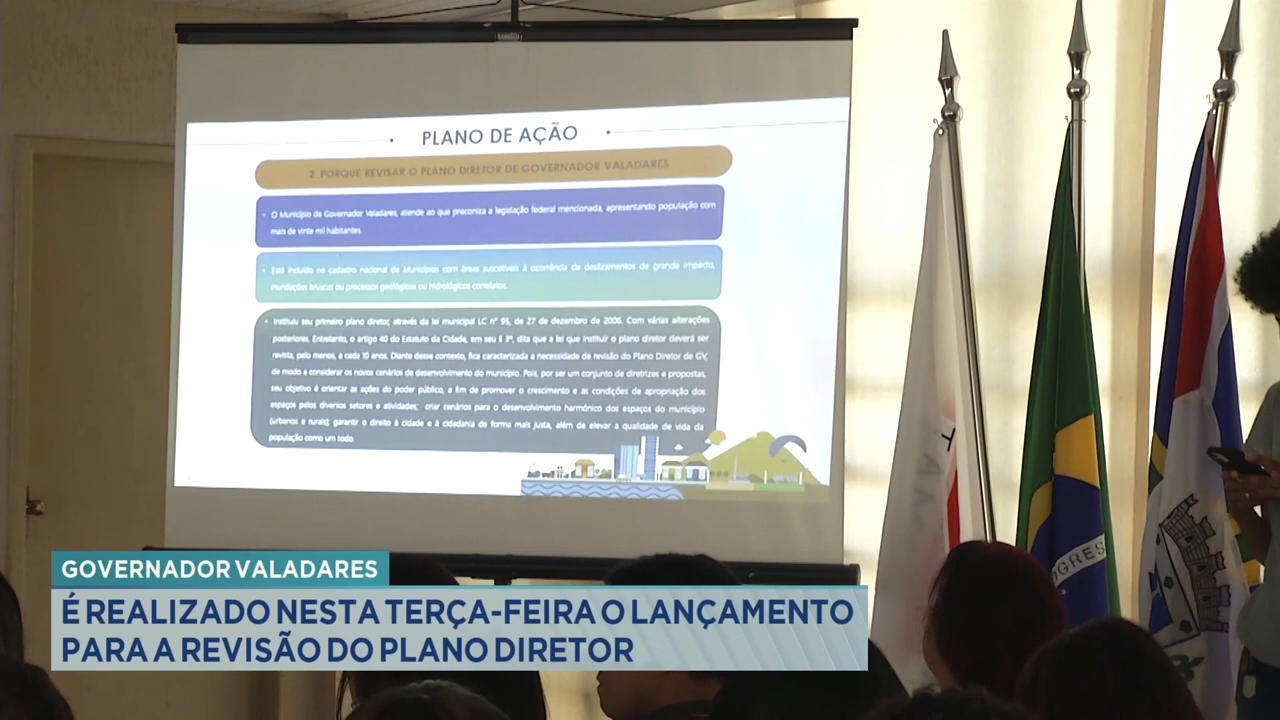 PLANO DE AÇÃO
2. PORQUE REVISAR O PLANO DIRETOR DE GOVERNADOR VALADARES
• O Município de Governador Valadares, atende ao que preconiza a legislação federal mencionada, apresentando população com
mais de vinte mil habitantes.
• Está incluído no cadastro nacional de Municípios com áreas suscetíveis à ocorrência de deslizamentos de grande impacto,
inundações bruscas ou processos geológicos ou hidrológicos correlatos.
• Instituiu seu primeiro plano diretor, através da lei municipal LC nº 95, de 27 de dezembro de 2006. Com várias alterações
posteriores. Entretanto, o artigo 40 do Estatuto da Cidade, em seu § 3º, dita que a lei que instituir o plano diretor deverá ser
revista, pelo menos, a cada 10 anos. Diante desse contexto, fica caracterizada a necessidade de revisão do Plano Diretor de GV,
de modo a considerar os novos cenários de desenvolvimento do município. Pois, por ser um conjunto de diretrizes e propostas,
seu objetivo é orientar as ações do poder público, a fim de promover o crescimento e as condições de apropriação dos
espaços pelos diversos setores e atividades; criar cenários para o desenvolvimento harmônico dos espaços do município
(urbanos e rurais); garantir o direito à cidade e à cidadania de forma mais justa, além de elevar a qualidade de vida da
população como um todo.
OGRES
GOVERNADOR VALADARES
É REALIZADO NESTA TERÇA-FEIRA O LANÇAMENTO
PARA A REVISÃO DO PLANO DIRETOR